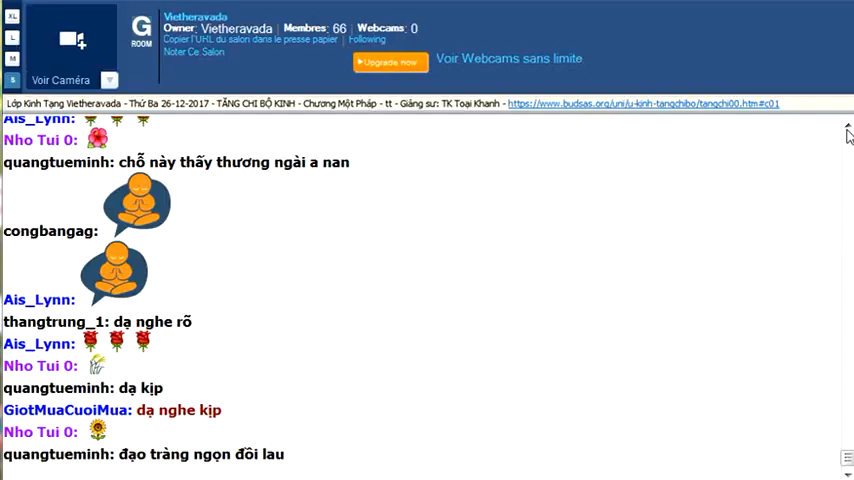 XL
L
M
S
Voir Caméra
G
ROOM
Vietheravada
Owner: Vietheravada Membres: 66 Webcams: 0
Copier l'URL du salon dans le presse papier Following
Noter Ce Salon
Upgrade now
Voir Webcams sans limite
Lớp Kinh Tạng Vietheravada - Thứ Ba 26-12-2017 - TĂNG CHI BỘ KINH - Chương Một Pháp - tt - Giảng sư: TK Toại Khanh - https://www.budsas.org/uni/u-kinh-tangchibo/tangchi00.htm#c01
Ais_Lynn:
Nho Tui 0:
quangtueminh: chỗ này thấy thương ngài a nan
congbangag:
Ais_Lynn:
thangtrung_1: dạ nghe rõ
Ais_Lynn:
Nho Tui 0:
quangtueminh: dạ kịp
GiotMuaCuoiMua: dạ nghe kịp
Nho Tui 0:
quangtueminh: đạo tràng ngọn đồi lau